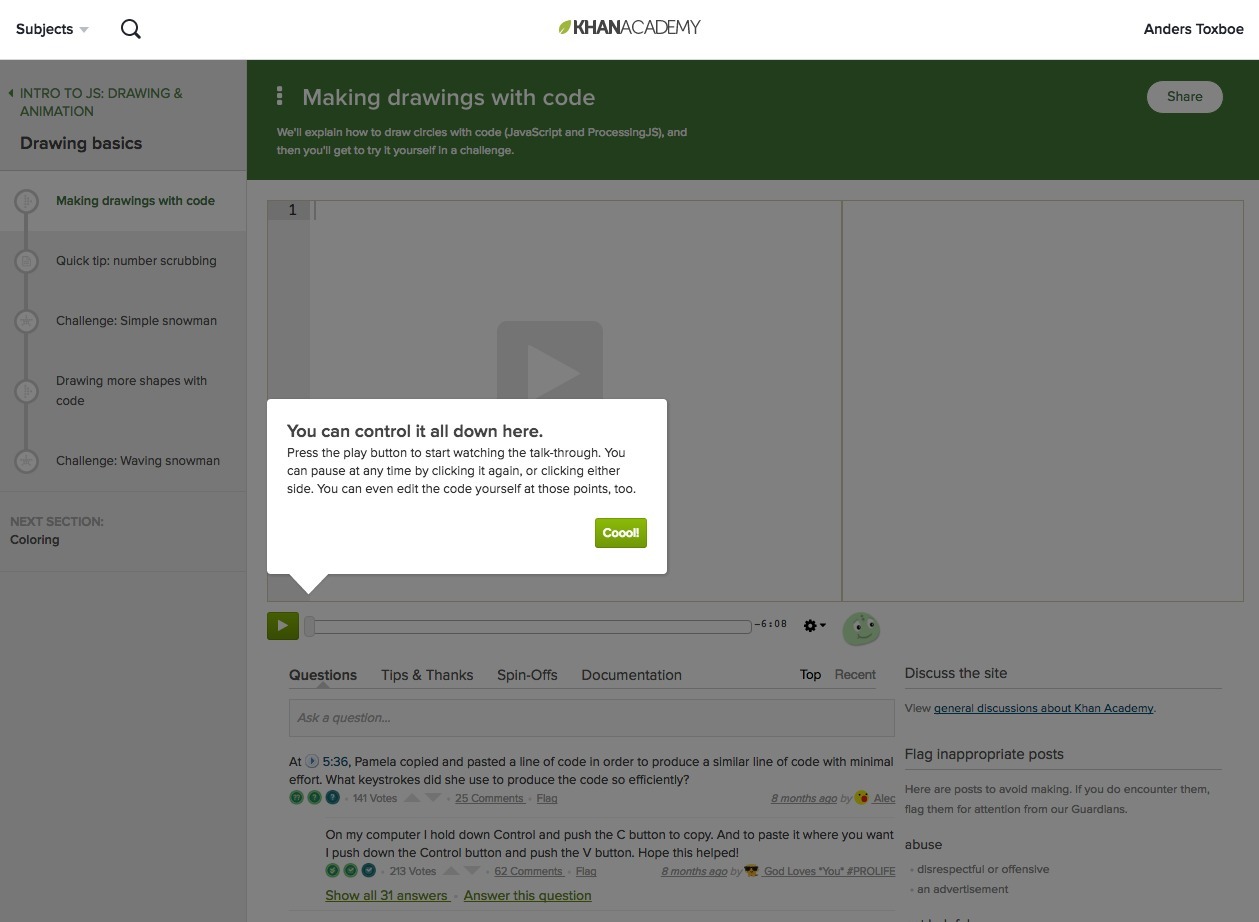 Subjects
KHANACADEMY
Anders Toxboe
INTRO TO JS: DRAWING &
ANIMATION
Drawing basics
Making drawings with code
Quick tip: number scrubbing
Challenge: Simple snowman
Drawing more shapes with
code
Challenge: Waving snowman
NEXT SECTION:
Coloring
Making drawings with code
Share
We'll explain how to draw circles with code (JavaScript and ProcessingJS), and
then you'll get to try it yourself in a challenge.
1
You can control it all down here.
Press the play button to start watching the talk-through. You
can pause at any time by clicking it again, or clicking either
side. You can even edit the code yourself at those points, too.
Coool!
-6:08
Questions Tips & Thanks Spin-Offs Documentation Top Recent
Ask a question...
At 5:36, Pamela copied and pasted a line of code in order to produce a similar line of code with minimal
effort. What keystrokes did she use to produce the code so efficiently?
• 141 Votes • 25 Comments • Flag 8 months ago by Alec
On my computer I hold down Control and push the C button to copy. And to paste it where you want
I push down the Control button and push the V button. Hope this helped!
• 213 Votes • 62 Comments • Flag 8 months ago by God Loves "You" #PROLIFE
Show all 31 answers • Answer this question
Discuss the site
View general discussions about Khan Academy.
Flag inappropriate posts
Here are posts to avoid making. If you do encounter them,
flag them for attention from our Guardians.
abuse
• disrespectful or offensive
• an advertisement